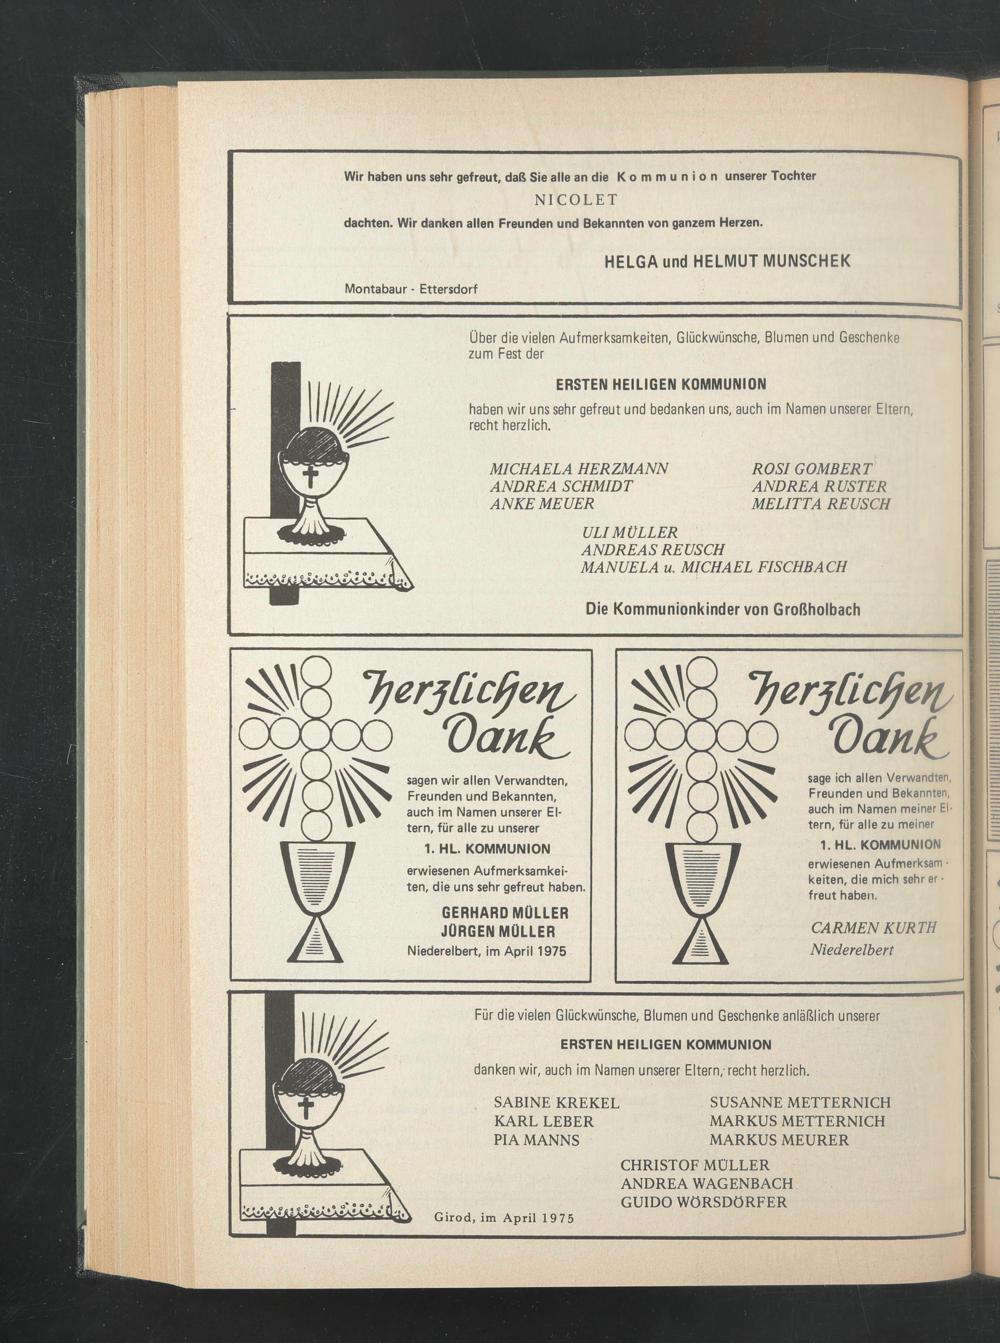 Wir haben uns sehr gefreut, daß Sie alle an die Kommunion unserer Tochter
NICOLET
dachten. Wir danken allen Freunden und Bekannten von ganzem Herzen.
HELGA und HELMUT MUNSCHEK
Montabaur - Ettersdorf
Über die vielen Aufmerksamkeiten, Glückwünsche, Blumen und Geschenke
zum Fest der
ERSTEN HEILIGEN KOMMUNION
haben wir uns sehr gefreut und bedanken uns, auch im Namen unserer Eltern,
recht herzlich.
MICHAELA HERZMANN ROSI GOMBERT
ANDREA SCHMIDT ANDREA RUSTER
ANKE MEUER MELITTA REUSCH
ULI MÜLLER
ANDREAS REUSCH
MANUELA u. MICHAEL FISCHBACH
Die Kommunionkinder von Großholbach
Herzlichen
Dank
sagen wir allen Verwandten,
Freunden und Bekannten,
auch im Namen unserer El-
tern, für alle zu unserer
1. HL. KOMMUNION
erwiesenen Aufmerksamkei-
ten, die uns sehr gefreut haben.
GERHARD MÜLLER
JÜRGEN MÜLLER
Niederelbert, im April 1975
Herzlichen
Dank
sage ich allen Verwandten,
Freunden und Bekannten,
auch im Namen meiner El-
tern, für alle zu meiner
1. HL. KOMMUNION
erwiesenen Aufmerksam-
keiten, die mich sehr er-
freut haben.
CARMEN KURTH
Niederelbert
Für die vielen Glückwünsche, Blumen und Geschenke anläßlich unserer
ERSTEN HEILIGEN KOMMUNION
danken wir, auch im Namen unserer Eltern, recht herzlich.
SABINE KREKEL SUSANNE METTERNICH
KARL LEBER MARKUS METTERNICH
PIA MANNS MARKUS MEURER
CHRISTOF MÜLLER
ANDREA WAGENBACH
GUIDO WÖRSDÖRFER
Girod, im April 1975